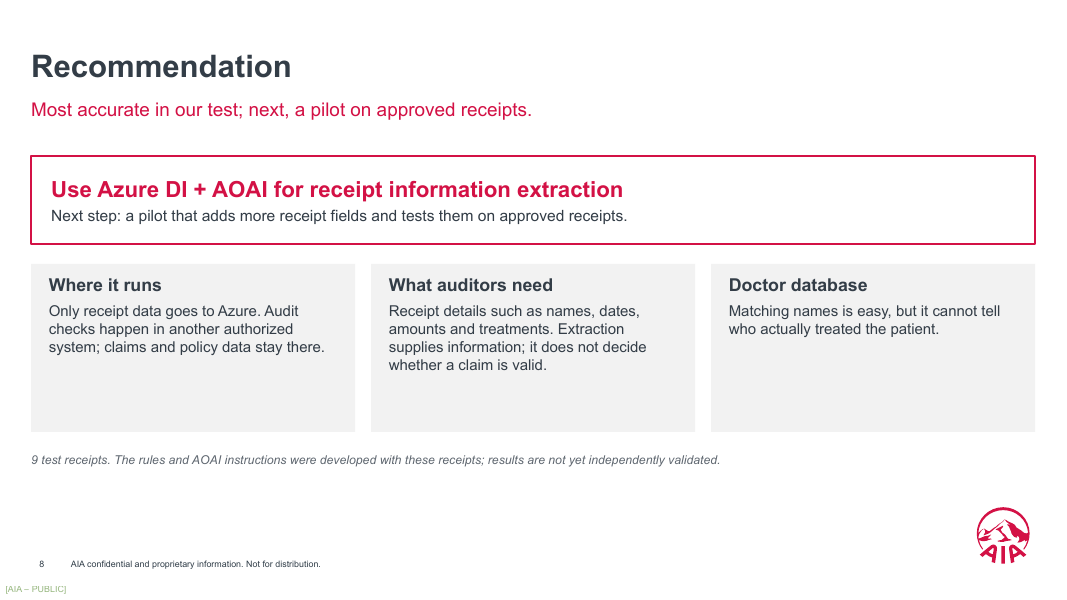 Recommendation
Most accurate in our test; next, a pilot on approved receipts.
Use Azure DI + AOAI for receipt information extraction
Next step: a pilot that adds more receipt fields and tests them on approved receipts.
Where it runs
Only receipt data goes to Azure. Audit
checks happen in another authorized
system; claims and policy data stay there.
What auditors need
Receipt details such as names, dates,
amounts and treatments. Extraction
supplies information; it does not decide
whether a claim is valid.
Doctor database
Matching names is easy, but it cannot tell
who actually treated the patient.
9 test receipts. The rules and AOAI instructions were developed with these receipts; results are not yet independently validated.
AIA
8 AIA confidential and proprietary information. Not for distribution.
[AIA – PUBLIC]